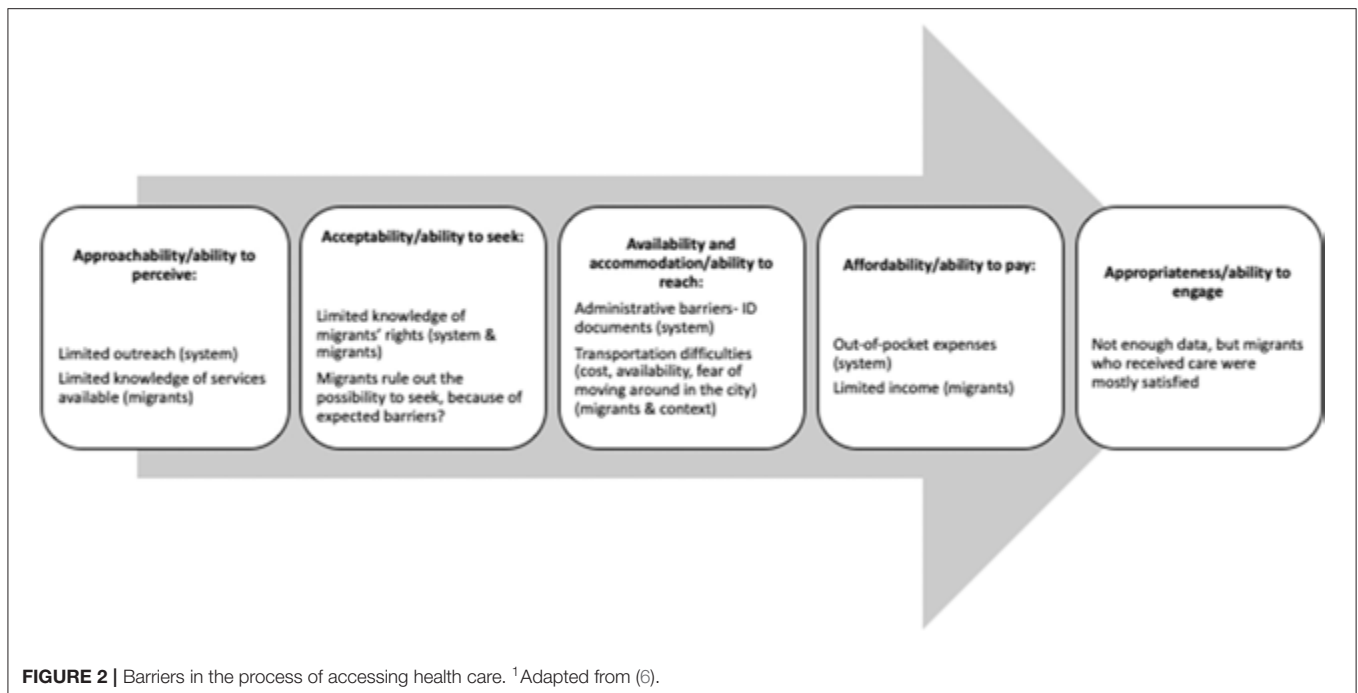 Approachability/ability to
perceive:
Limited outreach (system)
Limited knowledge of services
available (migrants)
Acceptability/ability to seek:
Limited knowledge of
migrants' rights (system &
migrants)
Migrants rule out the
possibility to seek, because of
expected barriers?
Availability and
accommodation/ability to
reach:
Administrative barriers- ID
documents (system)
Transportation difficulties
(cost, availability, fear of
moving around in the city)
(migrants & context)
Affordability/ability to pay:
Out-of-pocket expenses
(system)
Limited income (migrants)
Appropriateness/ability to
engage
Not enough data, but migrants
who received care were
mostly satisfied
FIGURE 2 | Barriers in the process of accessing health care. ¹Adapted from (6).